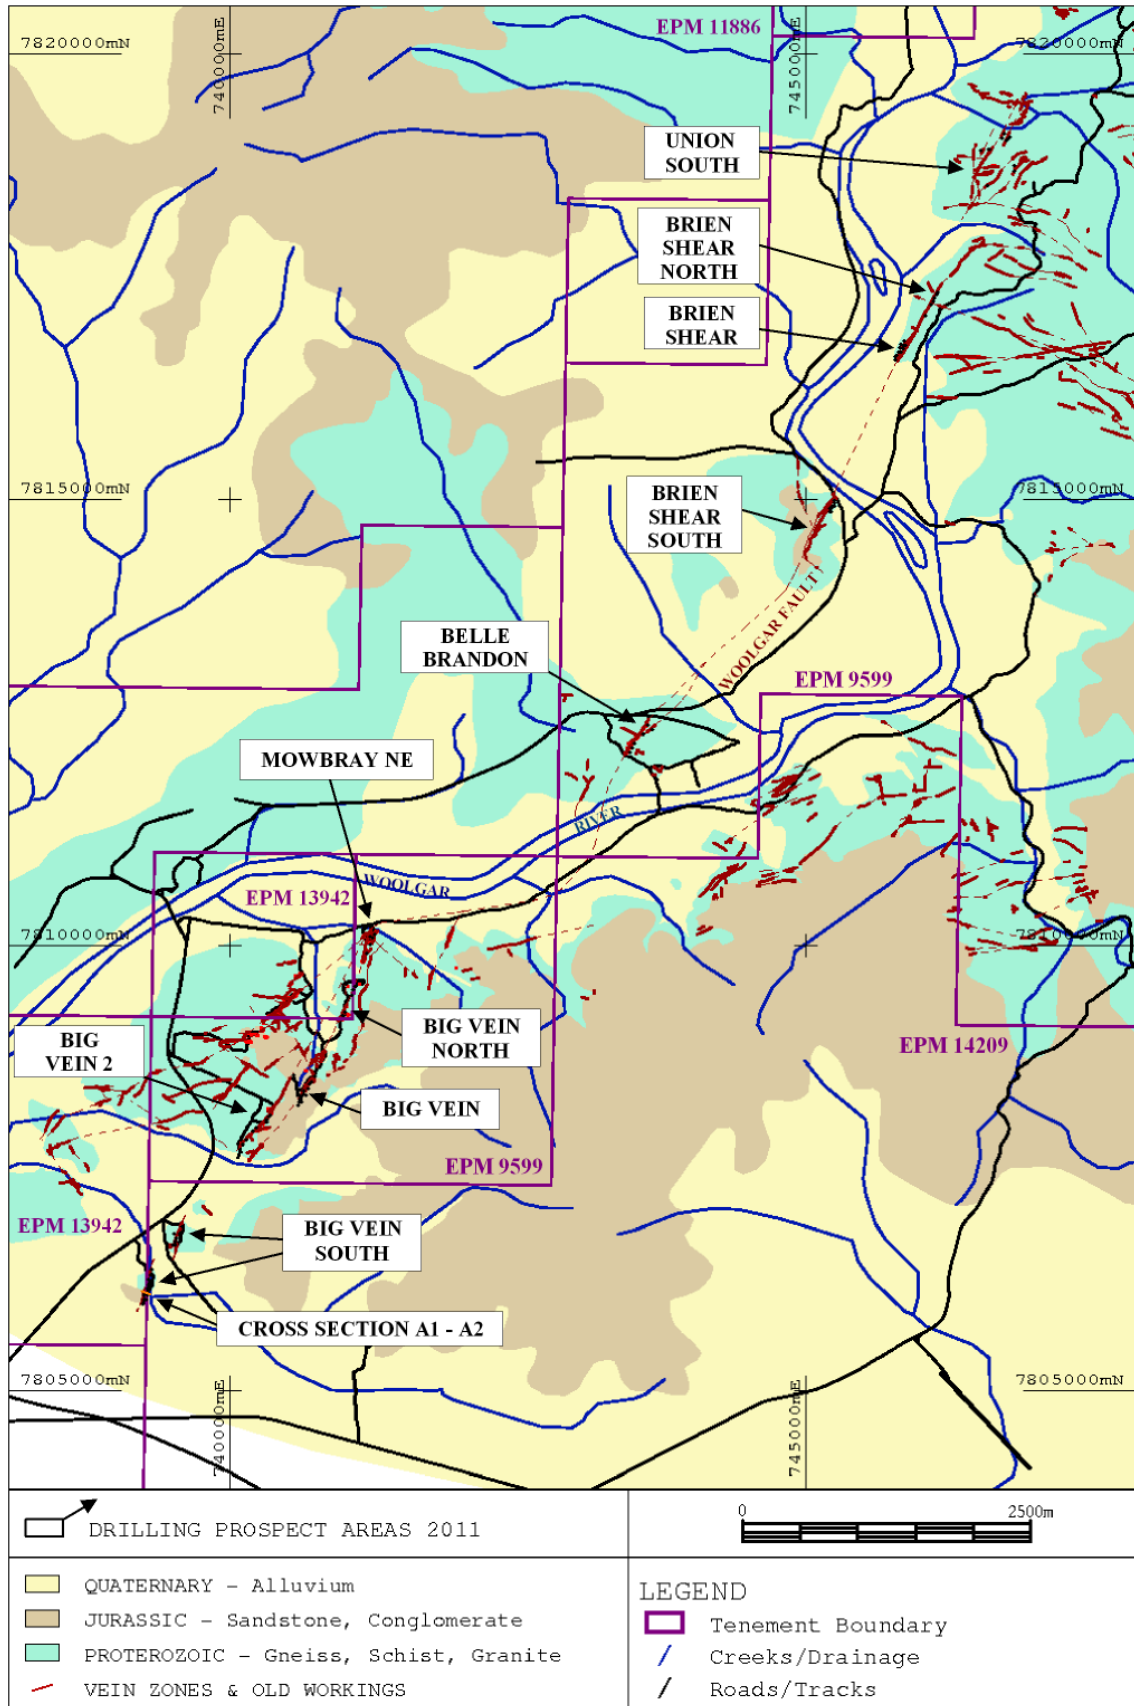 EPM 11886
7820000mN
740000mE
745000mE
7820000mN
UNION
SOUTH
BRIEN
SHEAR
NORTH
BRIEN
SHEAR
7815000mN
7815000mN
BRIEN
SHEAR
SOUTH
WOOLGAR FAULT
BELLE
BRANDON
EPM 9599
MOWBRAY NE
RIVER
WOOLGAR
EPM 13942
7810000mN
7810000mN
BIG
VEIN 2
BIG VEIN
NORTH
EPM 14209
BIG VEIN
EPM 9599
EPM 13942
BIG VEIN
SOUTH
CROSS SECTION A1 - A2
7805000mN
740000mE
745000mE
7805000mN
DRILLING PROSPECT AREAS 2011
0
2500m
QUATERNARY - Alluvium
JURASSIC - Sandstone, Conglomerate
PROTEROZOIC - Gneiss, Schist, Granite
VEIN ZONES & OLD WORKINGS
LEGEND
Tenement Boundary
Creeks/Drainage
Roads/Tracks